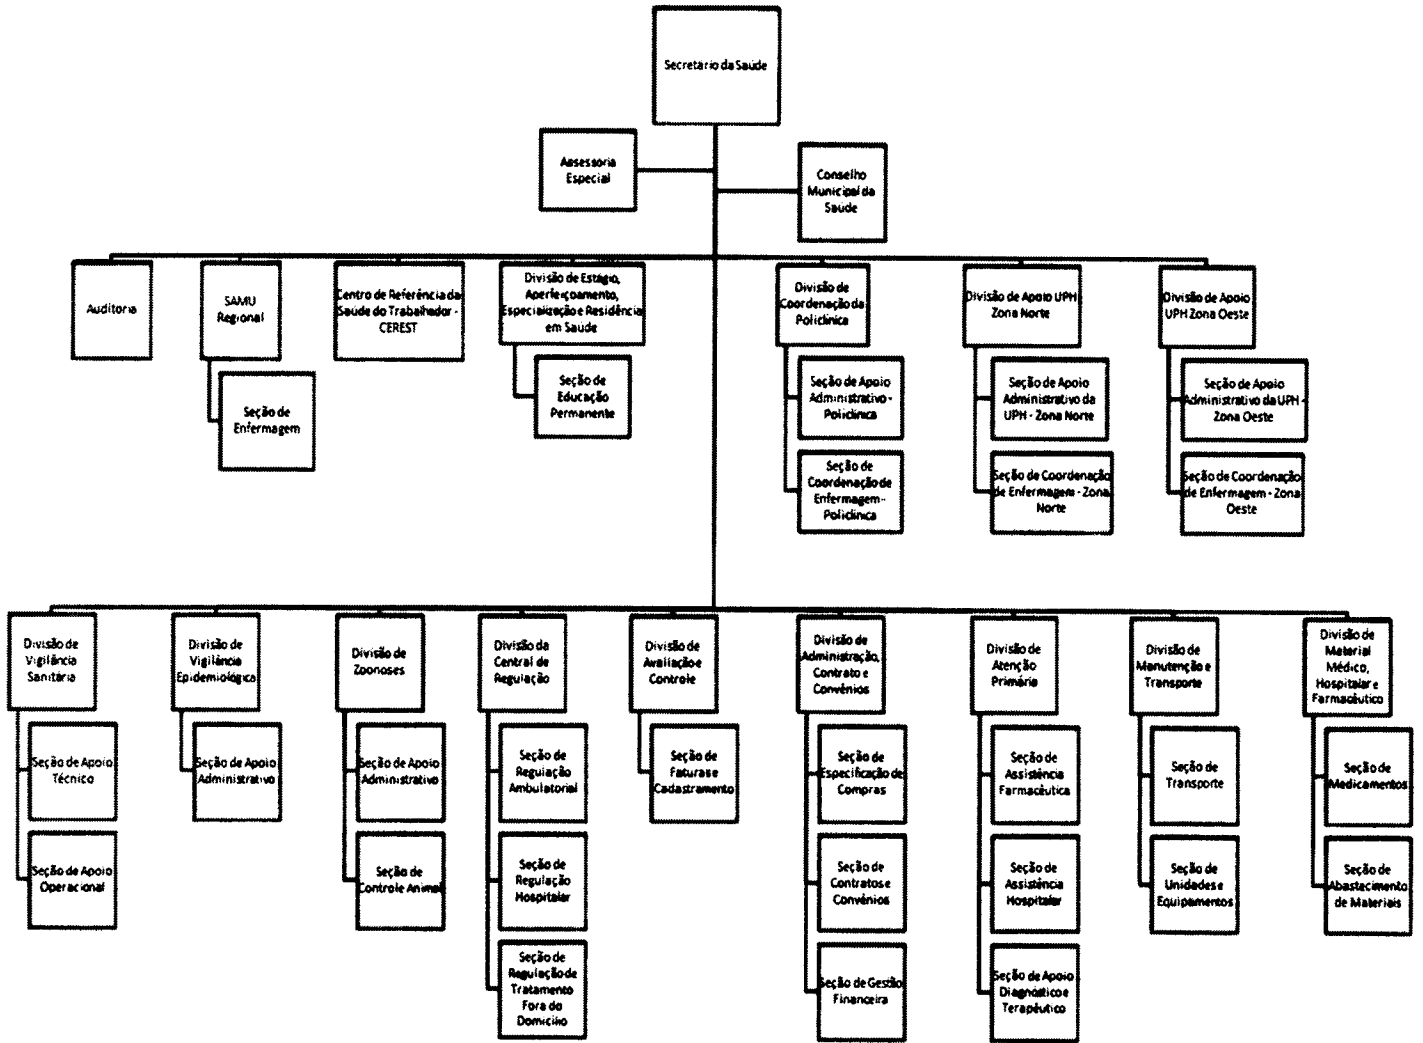 Secretario da Saúde
Assessoria
Especial
Conselho
Municipal da
Saúde
Auditoria
SAMU
Regional
Centro de Referência da
Saúde do Trabalhador -
CEREST
Divisão de Estágio,
Aperfeiçoamento,
Especialização e Residência
em Saúde
Divisão de
Coordenação da
Policlínica
Divisão de Apoio UPH
Zona Norte
Divisão de Apoio
UPH Zona Oeste
Seção de
Enfermagem
Seção de
Educação
Permanente
Seção de Apoio
Administrativo -
Policlínica
Seção de Apoio
Administrativo da
UPH - Zona Norte
Seção de Apoio
Administrativo da UPH -
Zona Oeste
Seção de
Coordenação de
Enfermagem -
Policlínica
Seção de Coordenação
de Enfermagem - Zona
Norte
Seção de Coordenação
de Enfermagem - Zona
Oeste
Divisão de
Vigilância
Sanitária
Divisão de
Vigilância
Epidemiológica
Divisão de
Zoonoses
Divisão da
Central de
Regulação
Divisão de
Avaliação e
Controle
Divisão de
Administração,
Contrato e
Convênios
Divisão de
Atenção
Primária
Divisão de
Manutenção e
Transporte
Divisão de
Material
Médico,
Hospitalar e
Farmacêutico
Seção de Apoio
Técnico
Seção de Apoio
Administrativo
Seção de Apoio
Administrativo
Seção de
Regulação
Ambulatorial
Seção de
Faturas e
Cadastramento
Seção de
Especificação de
Compras
Seção de
Assistência
Farmacêutica
Seção de
Transporte
Seção de
Medicamentos
Seção de Apoio
Operacional
Seção de
Controle Animal
Seção de
Regulação
Hospitalar
Seção de
Contratos e
Convênios
Seção de
Assistência
Hospitalar
Seção de
Unidades e
Equipamentos
Seção de
Abastecimento
de Materiais
Seção de
Regulação de
Tratamento
Fora do
Domicílio
Seção de Gestão
Financeira
Seção de Apoio
Diagnóstico e
Terapêutico